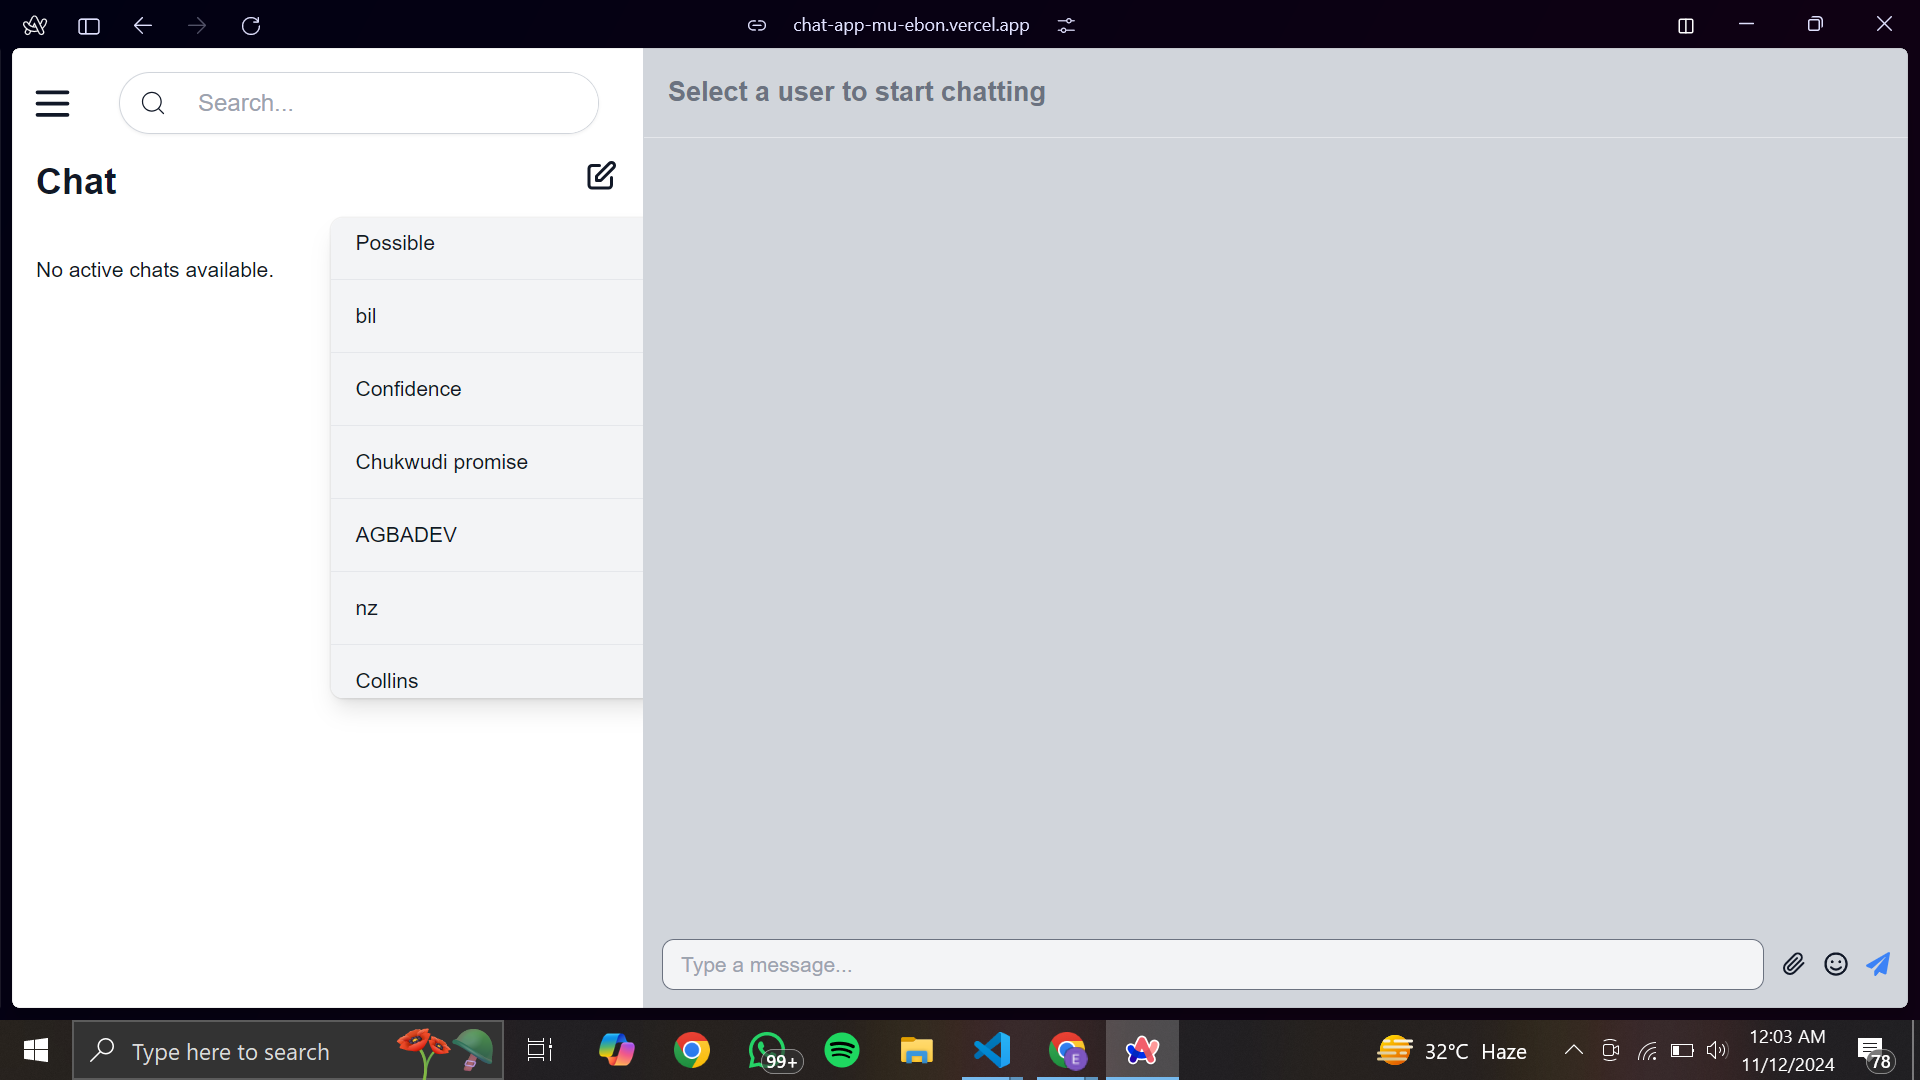 chat-app-mu-ebon.vercel.app
Search...
Chat
No active chats available.
Possible
bil
Confidence
Chukwudi promise
AGBADEV
nz
Collins
Select a user to start chatting
Type a message...
Type here to search
99+
E
32°C Haze
12:03 AM
11/12/2024
78